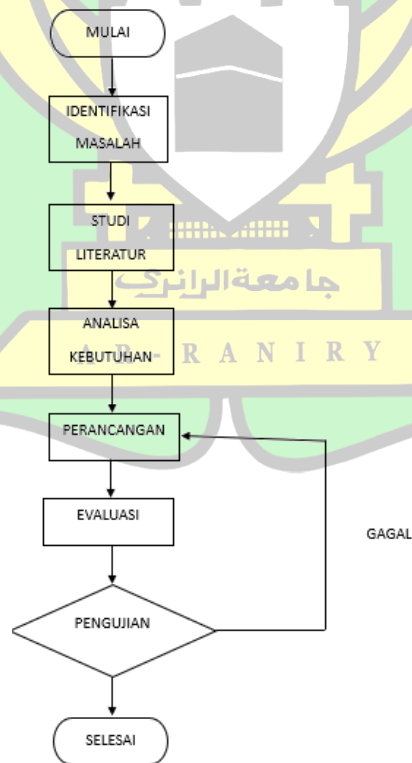 MULAI
IDENTIFIKASI
MASALAH
STUDI
LITERATUR
جامعةالرانري
ANALISA
KEBUTUHAN
A R - R A N I R Y
PERANCANGAN
EVALUASI
GAGAL
PENGUJIAN
SELESAI